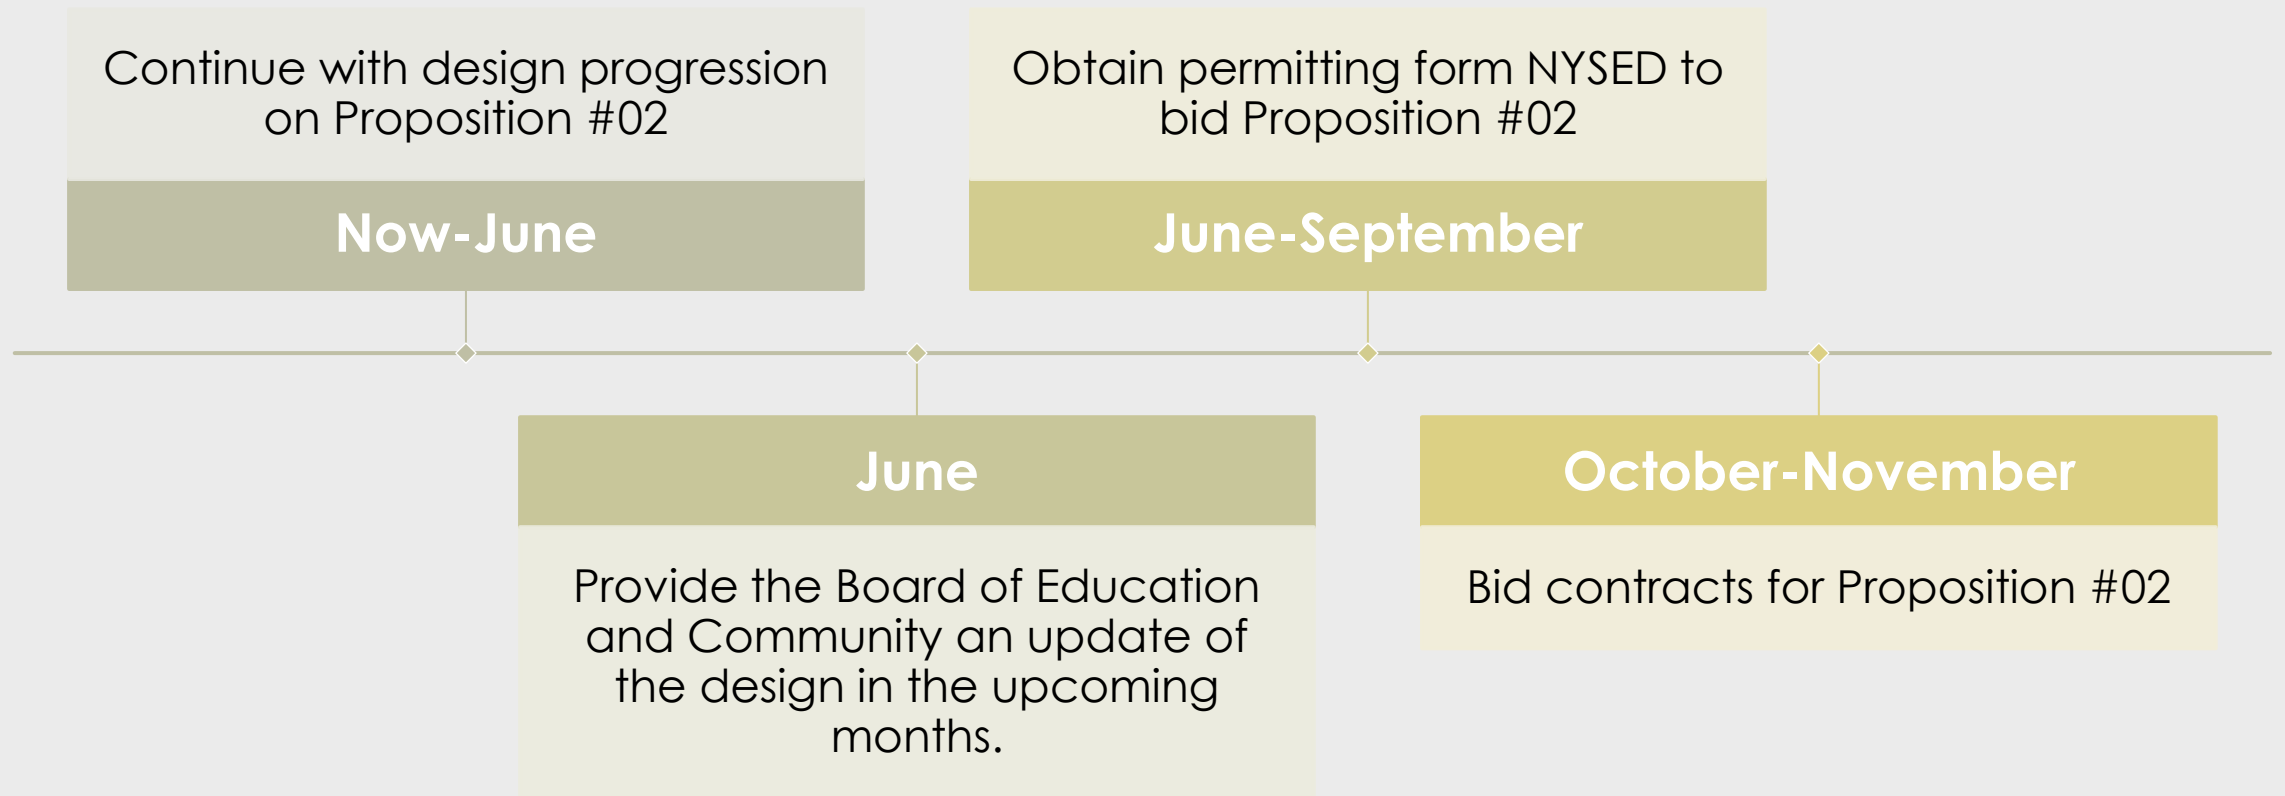 Continue with design progression
on Proposition #02
Now-June
Obtain permitting form NYSED to
bid Proposition #02
June-September
June
Provide the Board of Education
and Community an update of
the design in the upcoming
months.
October-November
Bid contracts for Proposition #02